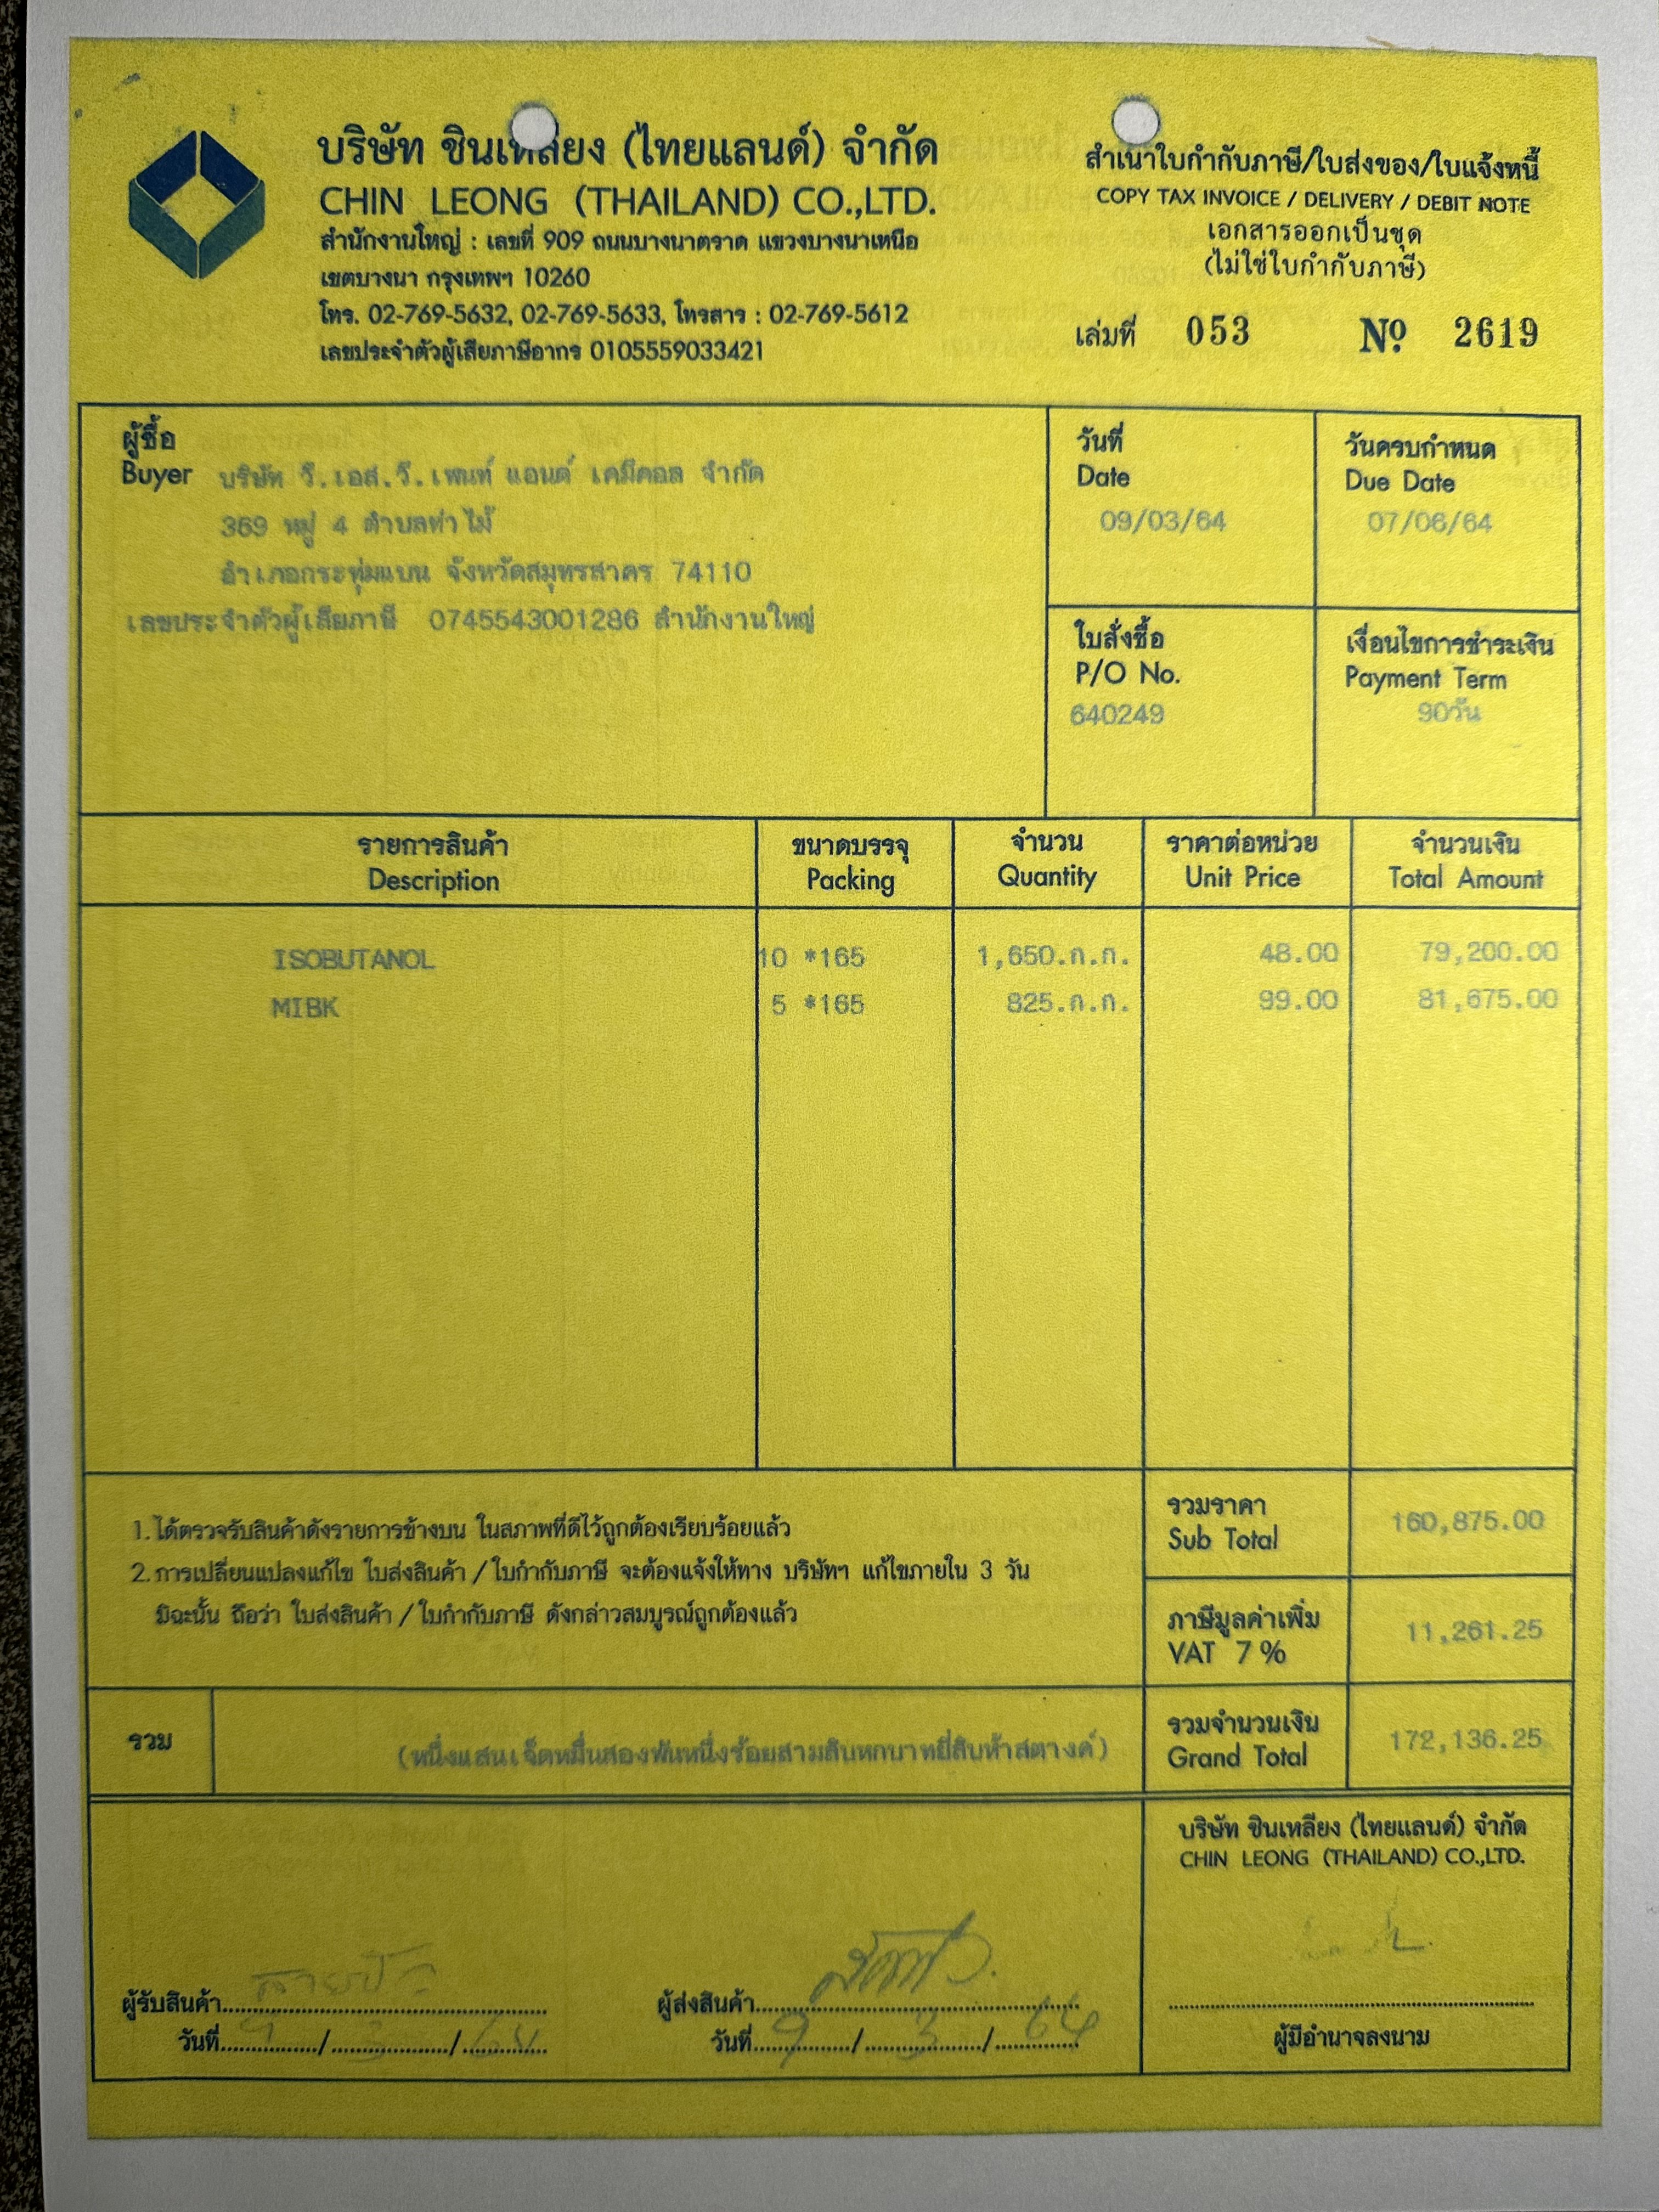 บริษัท ชินเหลียง (ไทยแลนด์) จำกัด
CHIN LEONG (THAILAND) CO.,LTD.
สำนักงานใหญ่ : เลขที่ 909 ถนนบางนาตราด แขวงบางนาเหนือ
เขตบางนา กรุงเทพฯ 10260
โทร. 02-769-5632, 02-769-5633, โทรสาร : 02-769-5612
เลขประจำตัวผู้เสียภาษีอากร 0105559033421
สำเนาใบกำกับภาษี/ใบส่งของ/ใบแจ้งหนี้
COPY TAX INVOICE / DELIVERY / DEBIT NOTE
เอกสารออกเป็นชุด
(ไม่ใช่ใบกำกับภาษี)
เล่มที่ 053 Nº 2619
ผู้ซื้อ
Buyer บริษัท วี.เอส.วี.เพนท์ แอนด์ เคมีคอล จำกัด
369 หมู่ 4 ตำบลท่าไม้
อำเภอกระทุ่มแบน จังหวัดสมุทรสาคร 74110
เลขประจำตัวผู้เสียภาษี 0745543001286 สำนักงานใหญ่
วันที่
Date
09/03/64
วันครบกำหนด
Due Date
07/06/64
ใบสั่งซื้อ
P/O No.
640249
เงื่อนไขการชำระเงิน
Payment Term
90วัน
รายการสินค้า ขนาดบรรจุ จำนวน ราคาต่อหน่วย จำนวนเงิน
Description Packing Quantity Unit Price Total Amount
ISOBUTANOL 10 *165 1,650.ก.ก. 48.00 79,200.00
MIBK 5 *165 825.ก.ก. 99.00 81,675.00
1. ได้ตรวจรับสินค้าดังรายการข้างบน ในสภาพที่ดีไว้ถูกต้องเรียบร้อยแล้ว
2. การเปลี่ยนแปลงแก้ไข ใบส่งสินค้า / ใบกำกับภาษี จะต้องแจ้งให้ทาง บริษัทฯ แก้ไขภายใน 3 วัน
มิฉะนั้น ถือว่า ใบส่งสินค้า / ใบกำกับภาษี ดังกล่าวสมบูรณ์ถูกต้องแล้ว
รวมราคา
Sub Total 160,875.00
ภาษีมูลค่าเพิ่ม
VAT 7 % 11,261.25
รวม (หนึ่งแสนเจ็ดหมื่นสองพันหนึ่งร้อยสามสิบหกบาทยี่สิบห้าสตางค์)
รวมจำนวนเงิน
Grand Total 172,136.25
บริษัท ชินเหลียง (ไทยแลนด์) จำกัด
CHIN LEONG (THAILAND) CO.,LTD.
ผู้รับสินค้า
วันที่ 9 / 3 / 64
ผู้ส่งสินค้า
วันที่ 9 / 3 / 64
ผู้มีอำนาจลงนาม